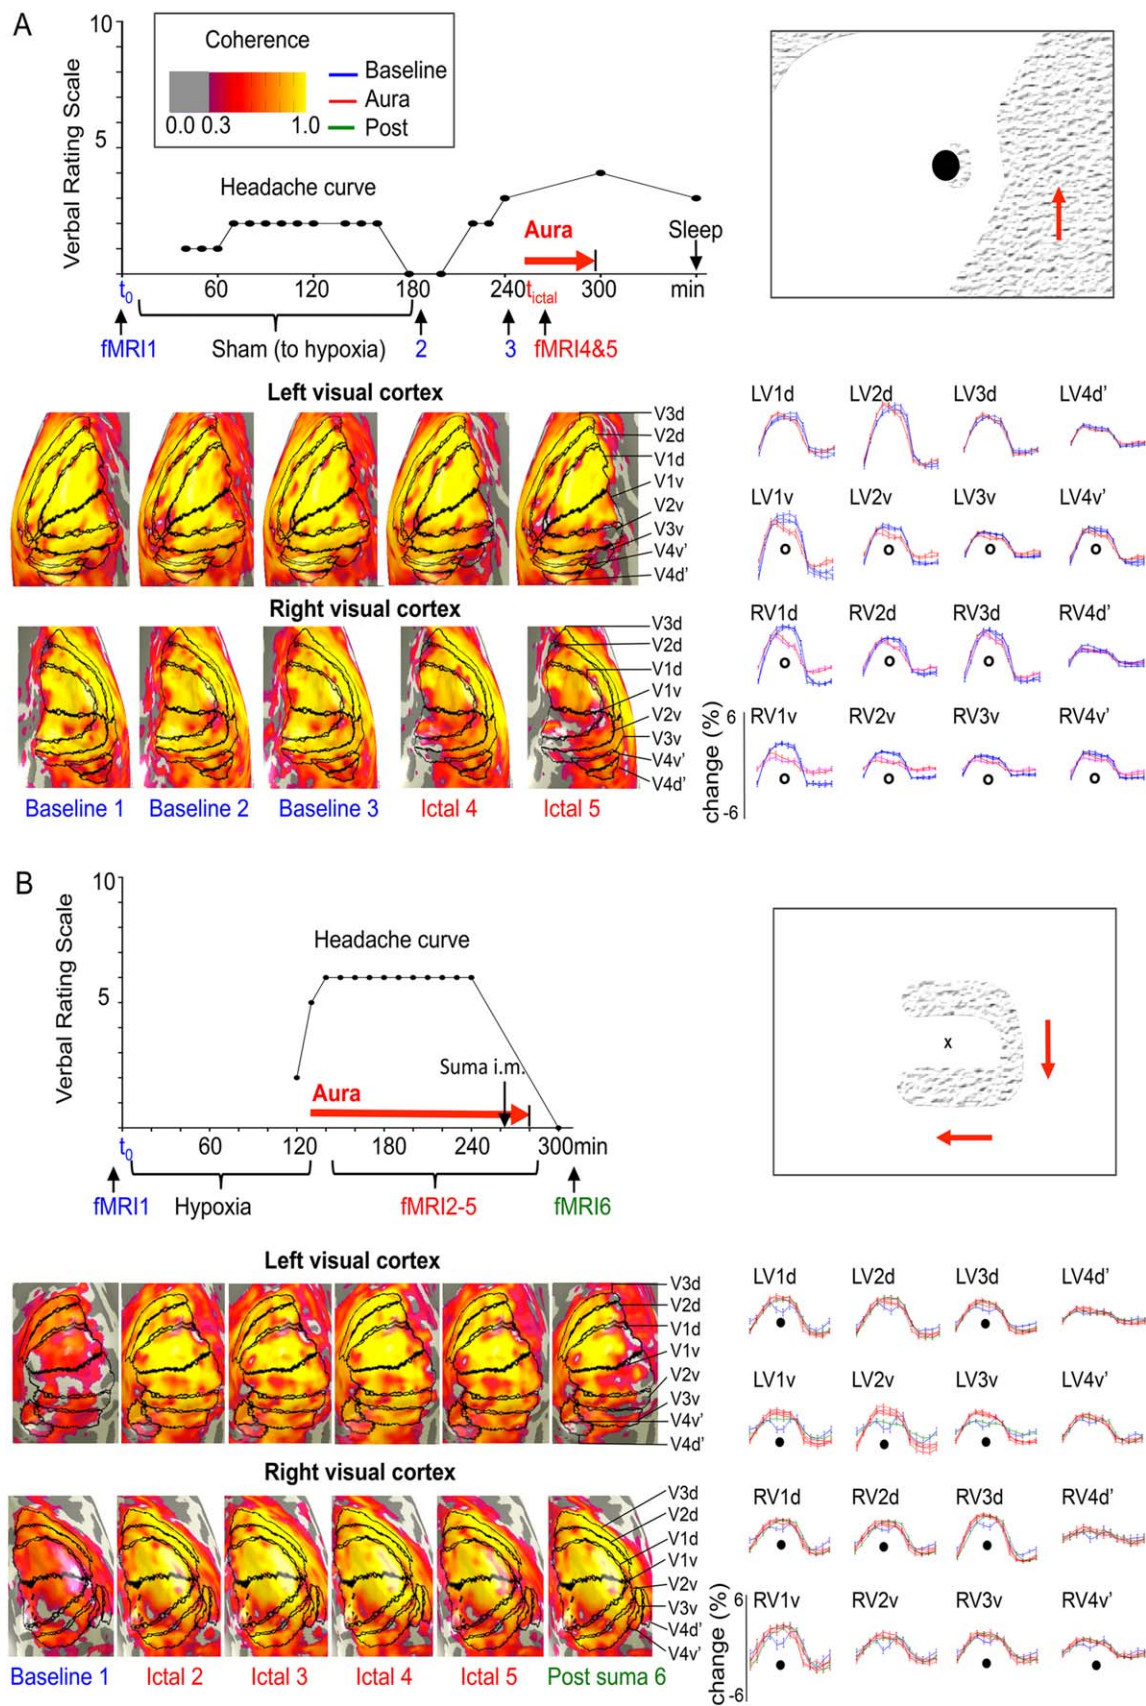 A
10
Coherence
0.0 0.3 1.0
Baseline
Aura
Post
Verbal Rating Scale
5
Headache curve
Aura
Sleep
t0 60 120 180 240 tictal 300 min
fMRI1 Sham (to hypoxia) 2 3 fMRI4&5
Left visual cortex
V3d
V2d
V1d
V1v
V2v
V3v
V4v’
V4d’
LV1d LV2d LV3d LV4d’
LV1v LV2v LV3v LV4v’
Right visual cortex
V3d
V2d
V1d
V1v
V2v
V3v
V4v’
V4d’
RV1d RV2d RV3d RV4d’
RV1v RV2v RV3v RV4v’
change (%)
6
-6
Baseline 1 Baseline 2 Baseline 3 Ictal 4 Ictal 5
B
10
Verbal Rating Scale
5
Headache curve
Suma i.m.
Aura
x
t0 60 120 180 240 300min
fMRI1 Hypoxia fMRI2-5 fMRI6
Left visual cortex
V3d
V2d
V1d
V1v
V2v
V3v
V4v’
V4d’
LV1d LV2d LV3d LV4d’
LV1v LV2v LV3v LV4v’
Right visual cortex
V3d
V2d
V1d
V1v
V2v
V3v
V4d’
V4v’
RV1d RV2d RV3d RV4d’
RV1v RV2v RV3v RV4v’
change (%)
6
-6
Baseline 1 Ictal 2 Ictal 3 Ictal 4 Ictal 5 Post suma 6